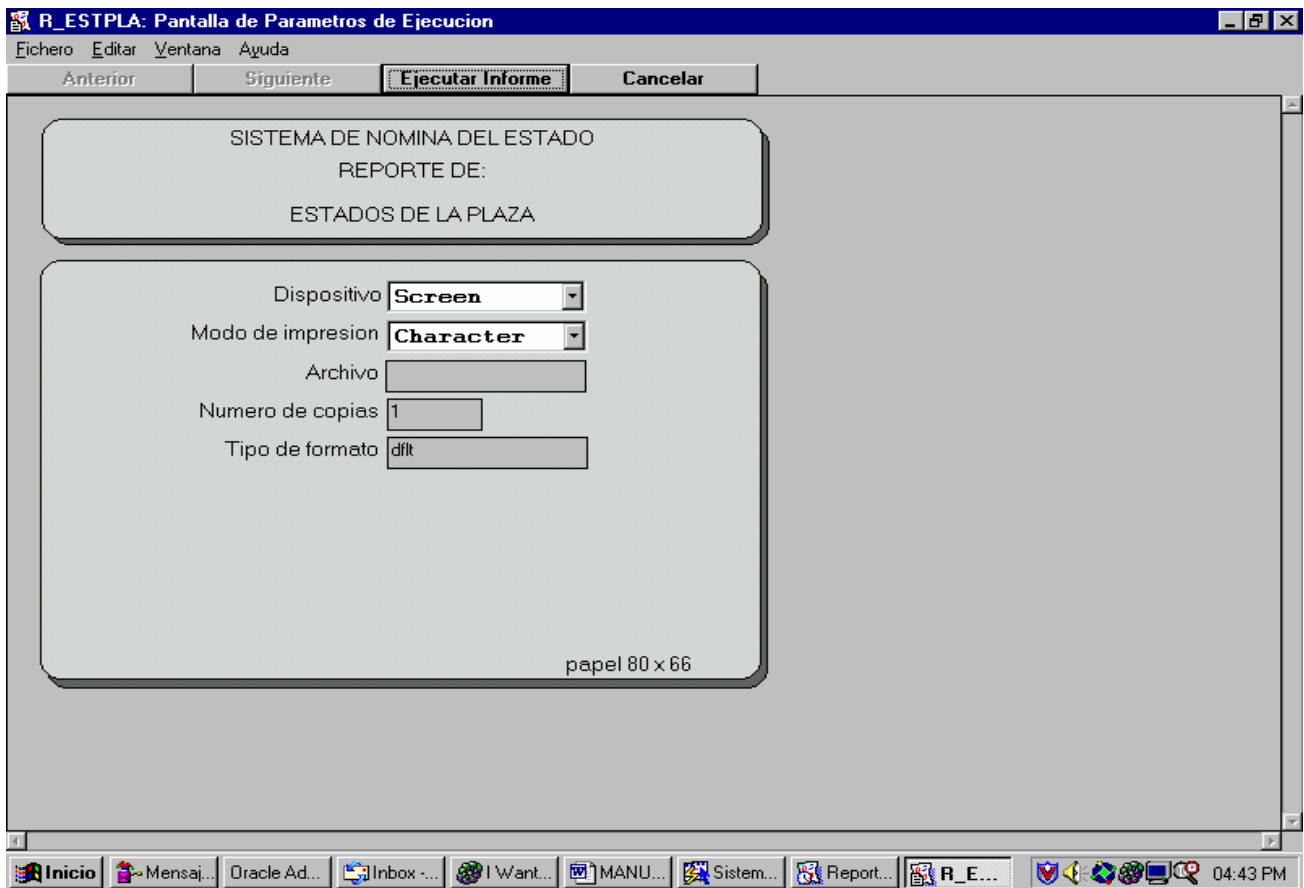 R_ESTPLA: Pantalla de Parametros de Ejecucion
Fichero Editar Ventana Ayuda
Anterior Siguiente Ejecutar Informe Cancelar
SISTEMA DE NOMINA DEL ESTADO
REPORTE DE:
ESTADOS DE LA PLAZA
Dispositivo Screen
Modo de impresion Character
Archivo
Numero de copias 1
Tipo de formato dflt
papel 80 x 66
Inicio Mensaj... Oracle Ad... Inbox -... I Want... MANU... Sistem... Report... R_E... 04:43 PM